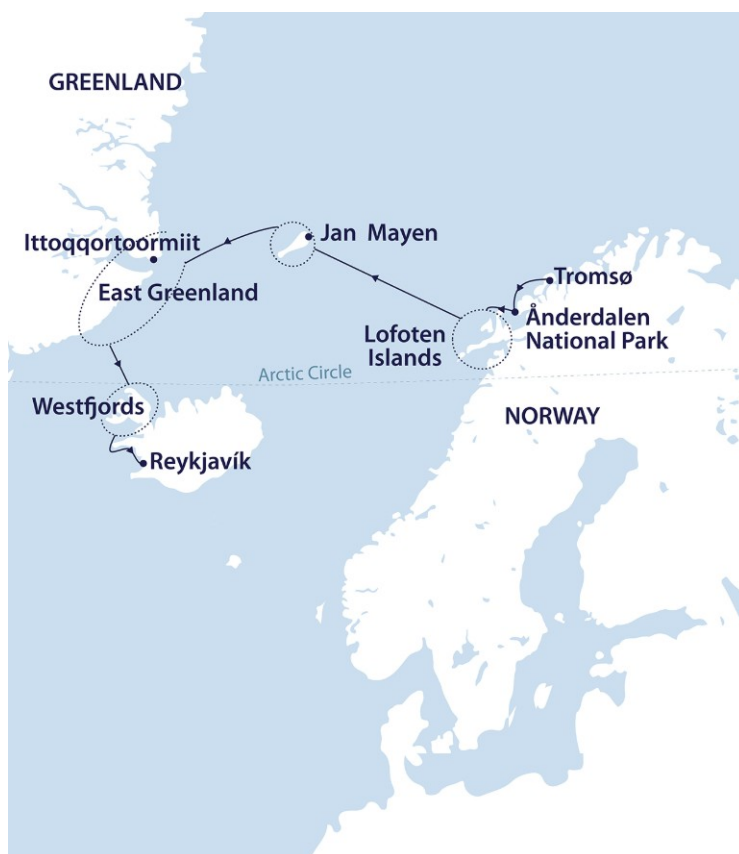 GREENLAND
Ittoqqortoormiit
Jan Mayen
East Greenland
Tromsø
Ånderdalen
National Park
Lofoten
Islands
Arctic Circle
Westfjords
NORWAY
Reykjavík